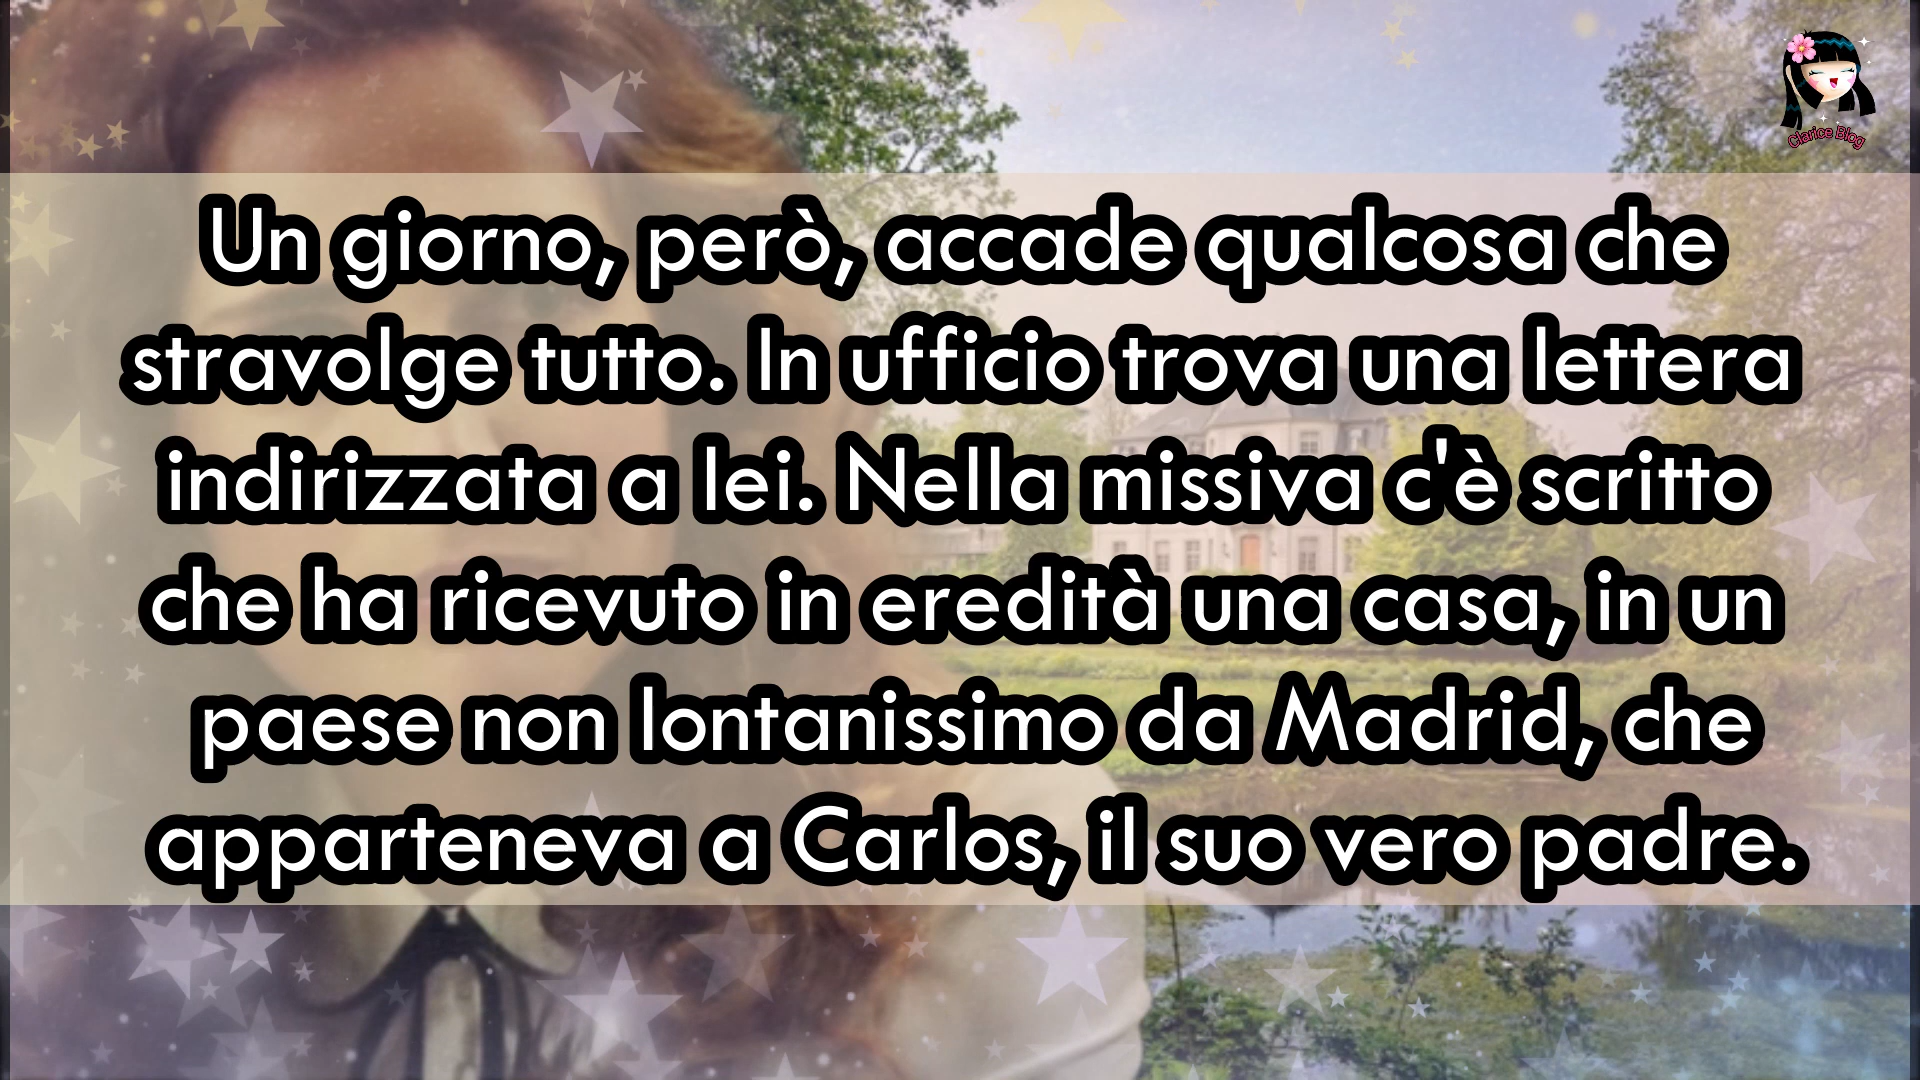 Clarice Blog
Un giorno, però, accade qualcosa che
stravolge tutto. In ufficio trova una lettera
indirizzata a lei. Nella missiva c'è scritto
che ha ricevuto in eredità una casa, in un
paese non lontanissimo da Madrid, che
apparteneva a Carlos, il suo vero padre.